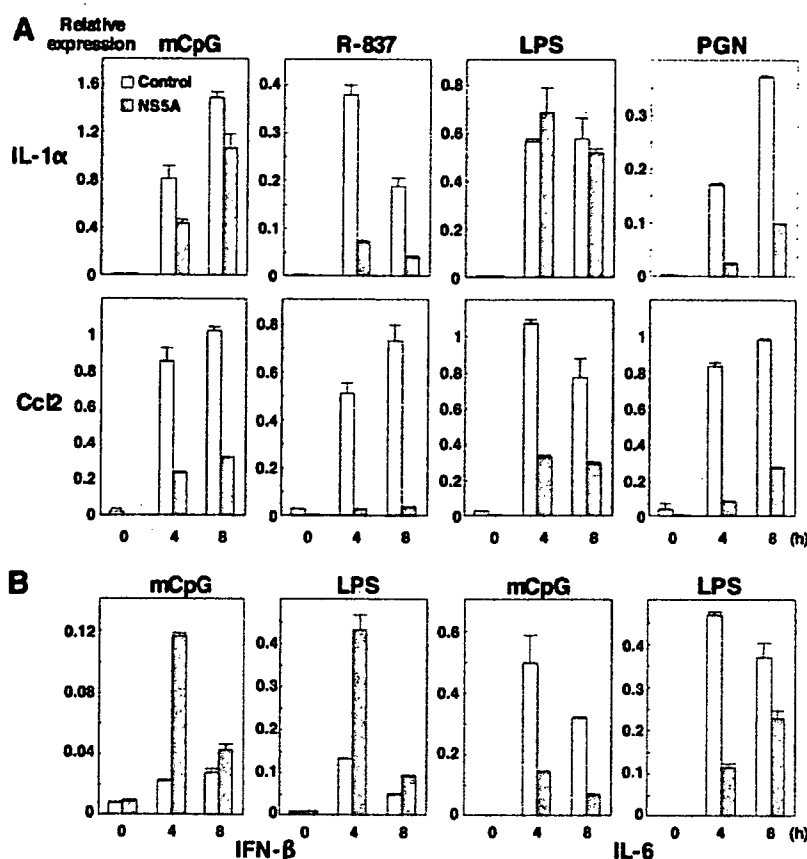 A
Relative expression
mCpG R-837 LPS PGN
Control
NS5A
IL-1α
1.6 1.2 0.8 0.4 0
0.4 0.3 0.2 0.1 0
0.8 0.6 0.4 0.2 0
0.3 0.2 0.1 0
Ccl2
1 0.8 0.6 0.4 0.2 0
0.8 0.6 0.4 0.2 0
1 0.8 0.6 0.4 0.2 0
1 0.8 0.6 0.4 0.2 0
0 4 8 0 4 8 0 4 8 0 4 8 (h)
B
mCpG LPS mCpG LPS
0.12 0.08 0.04 0
0.4 0.3 0.2 0.1 0
0.6 0.4 0.2 0
0.4 0.3 0.2 0.1 0
0 4 8 0 4 8 0 4 8 0 4 8 (h)
IFN-β IL-6